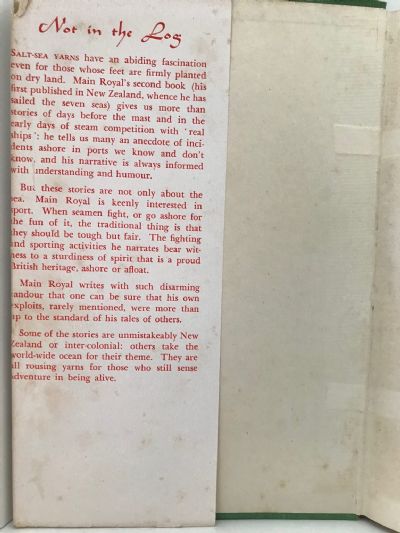 Not in the Log
SALT-SEA YARNS have an abiding fascination
even for those whose feet are firmly planted
on dry land. Main Royal's second book (his
first published in New Zealand, whence he has
sailed the seven seas) gives us more than
stories of days before the mast and in the
early days of steam competition with 'real
ships': he tells us many an anecdote of inci-
dents ashore in ports we know and don't
know, and his narrative is always informed
with understanding and humour.
But these stories are not only about the
sea. Main Royal is keenly interested in
sport. When seamen fight, or go ashore for
the fun of it, the traditional thing is that
they should be tough but fair. The fighting
and sporting activities he narrates bear wit-
ness to a sturdiness of spirit that is a proud
British heritage, ashore or afloat.
Main Royal writes with such disarming
candour that one can be sure that his own
exploits, rarely mentioned, were more than
up to the standard of his tales of others.
Some of the stories are unmistakeably New
Zealand or inter-colonial: others take the
world-wide ocean for their theme. They are
all rousing yarns for those who still sense
adventure in being alive.